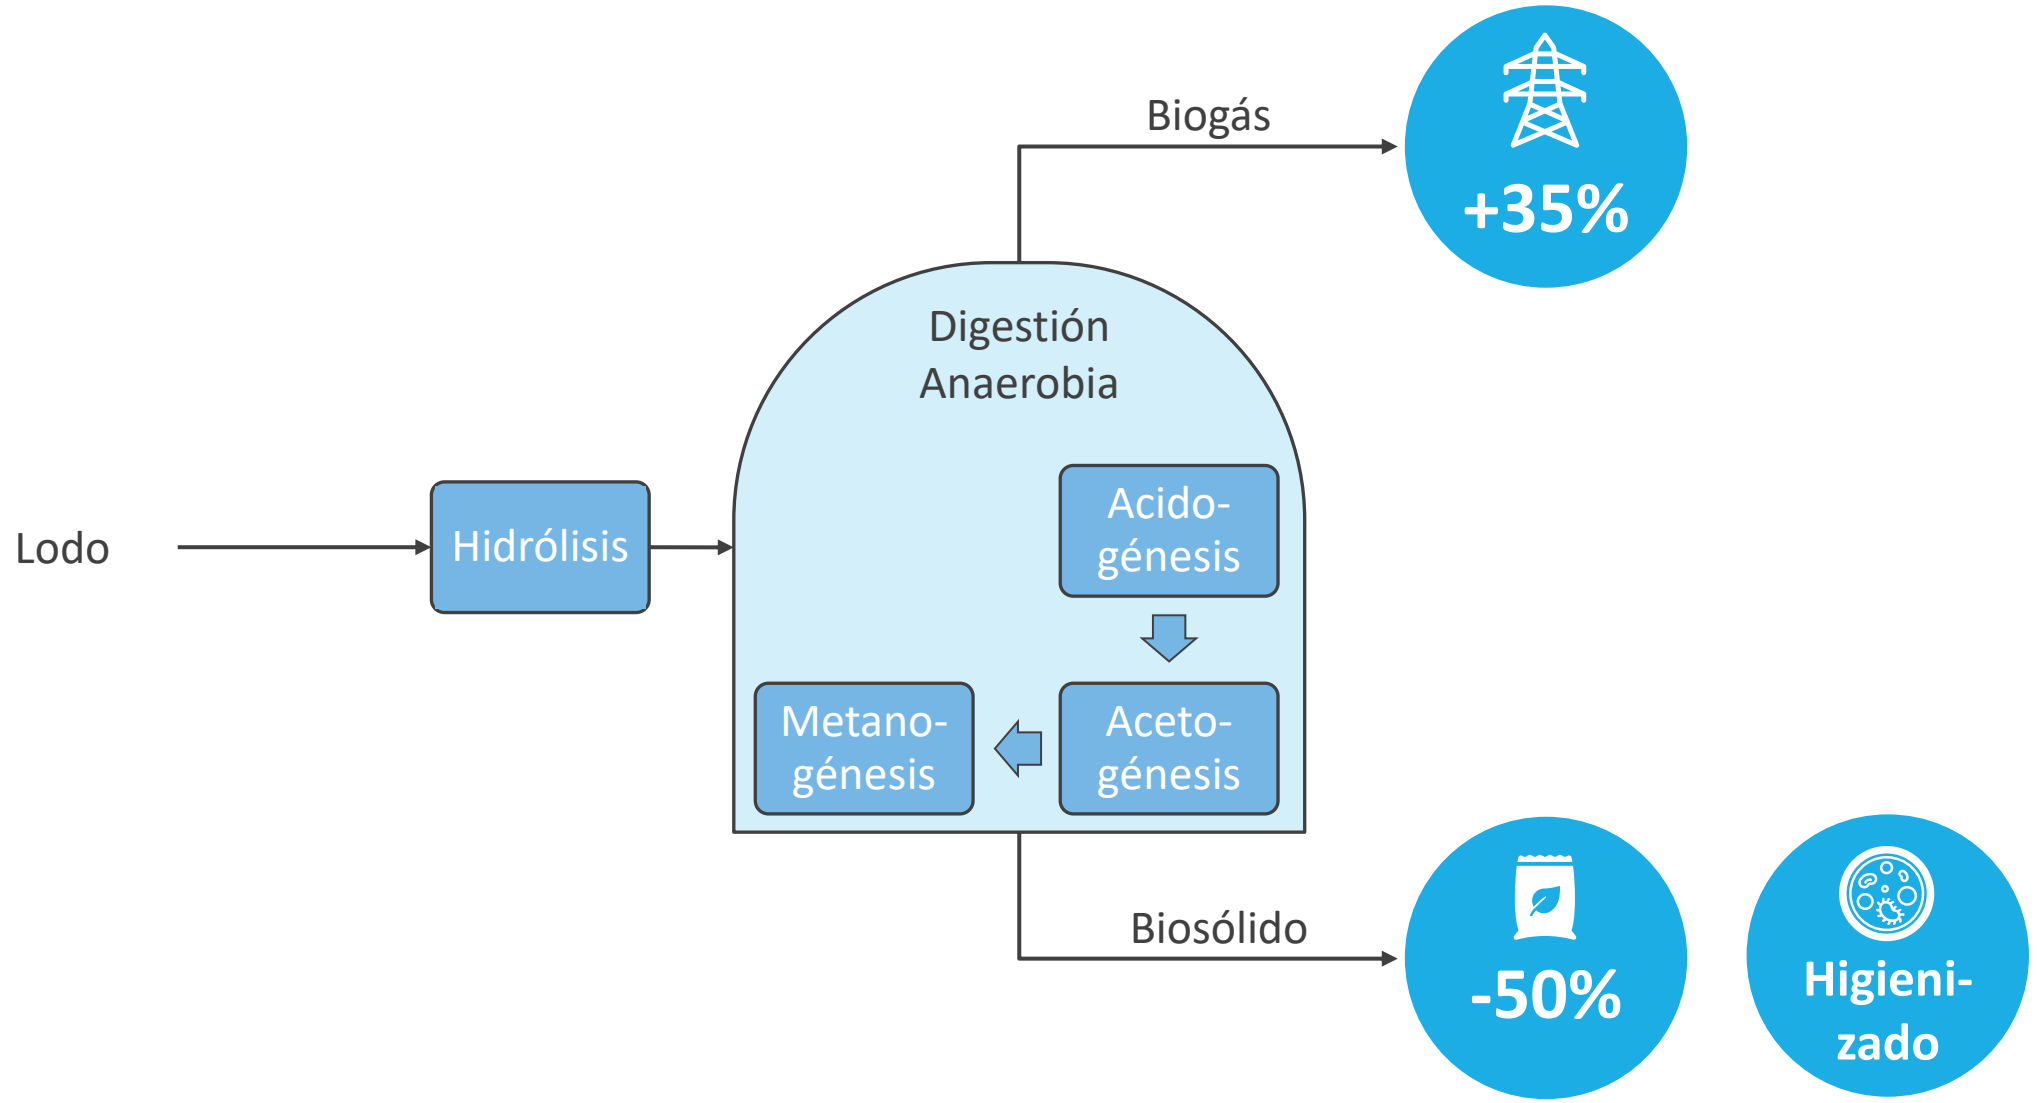 Biogás
+35%
Digestión
Anaerobia
Lodo
Hidrólisis
Acido-
génesis
Metano-
génesis
Aceto-
génesis
Biosólido
-50%
Higieni-
zado